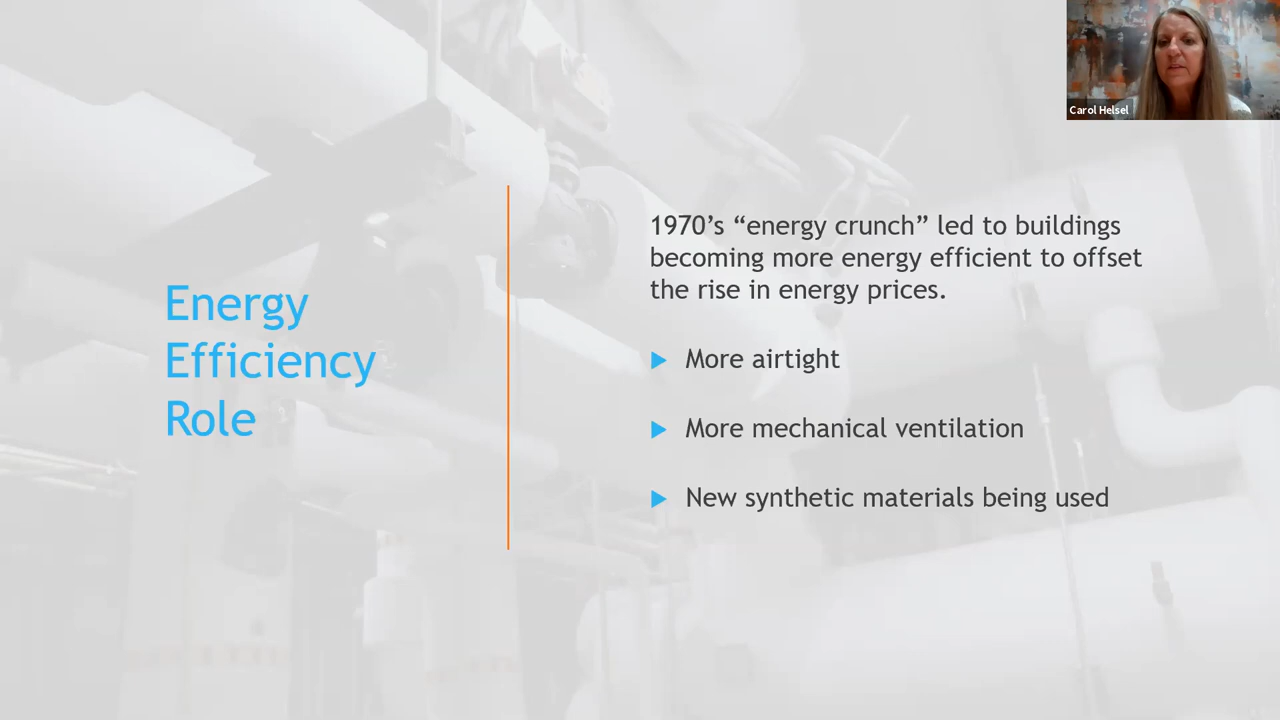 Carol Helsel
Energy
Efficiency
Role
1970’s “energy crunch” led to buildings
becoming more energy efficient to offset
the rise in energy prices.
More airtight
More mechanical ventilation
New synthetic materials being used